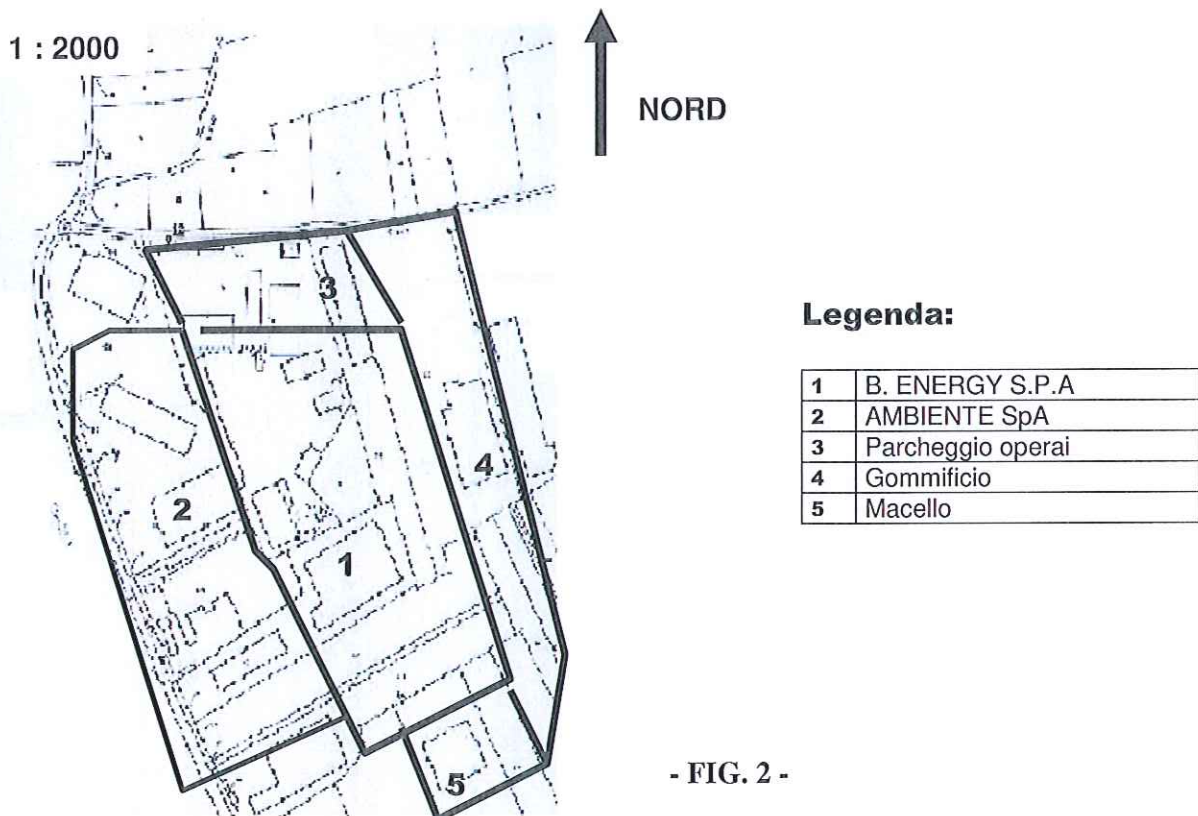 1 : 2000
NORD
3
4
2
1
5
Legenda:
1 B. ENERGY S.P.A
2 AMBIENTE SpA
3 Parcheggio operai
4 Gommificio
5 Macello
- FIG. 2 -